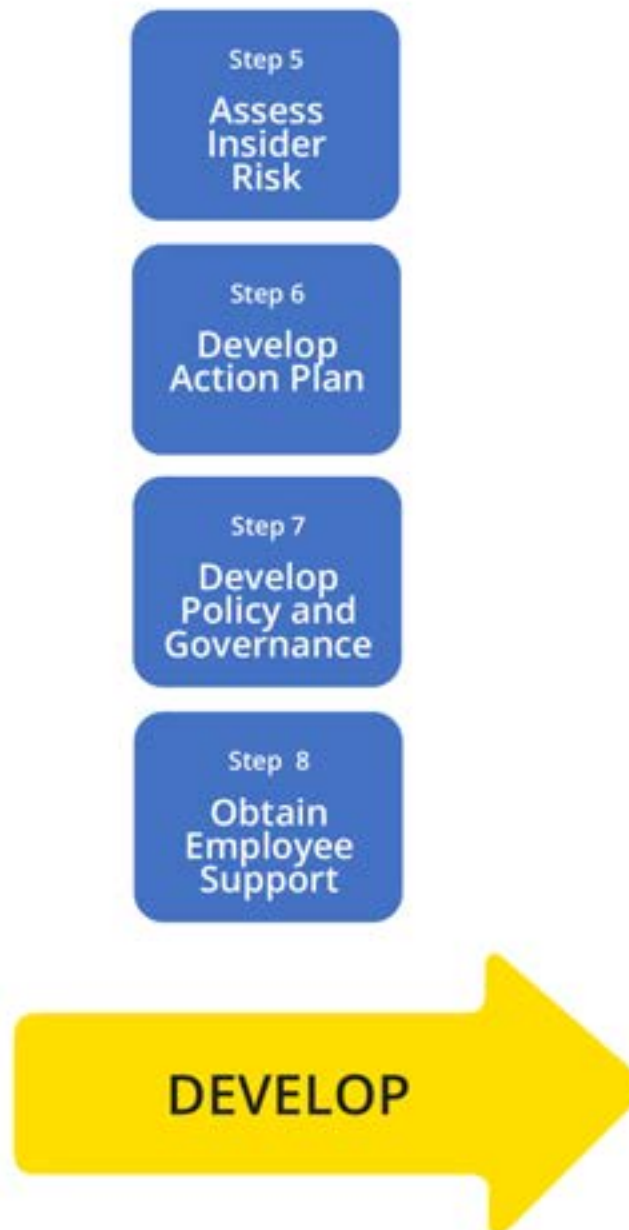 Step 5
Assess
Insider
Risk
Step 6
Develop
Action Plan
Step 7
Develop
Policy and
Governance
Step 8
Obtain
Employee
Support
DEVELOP